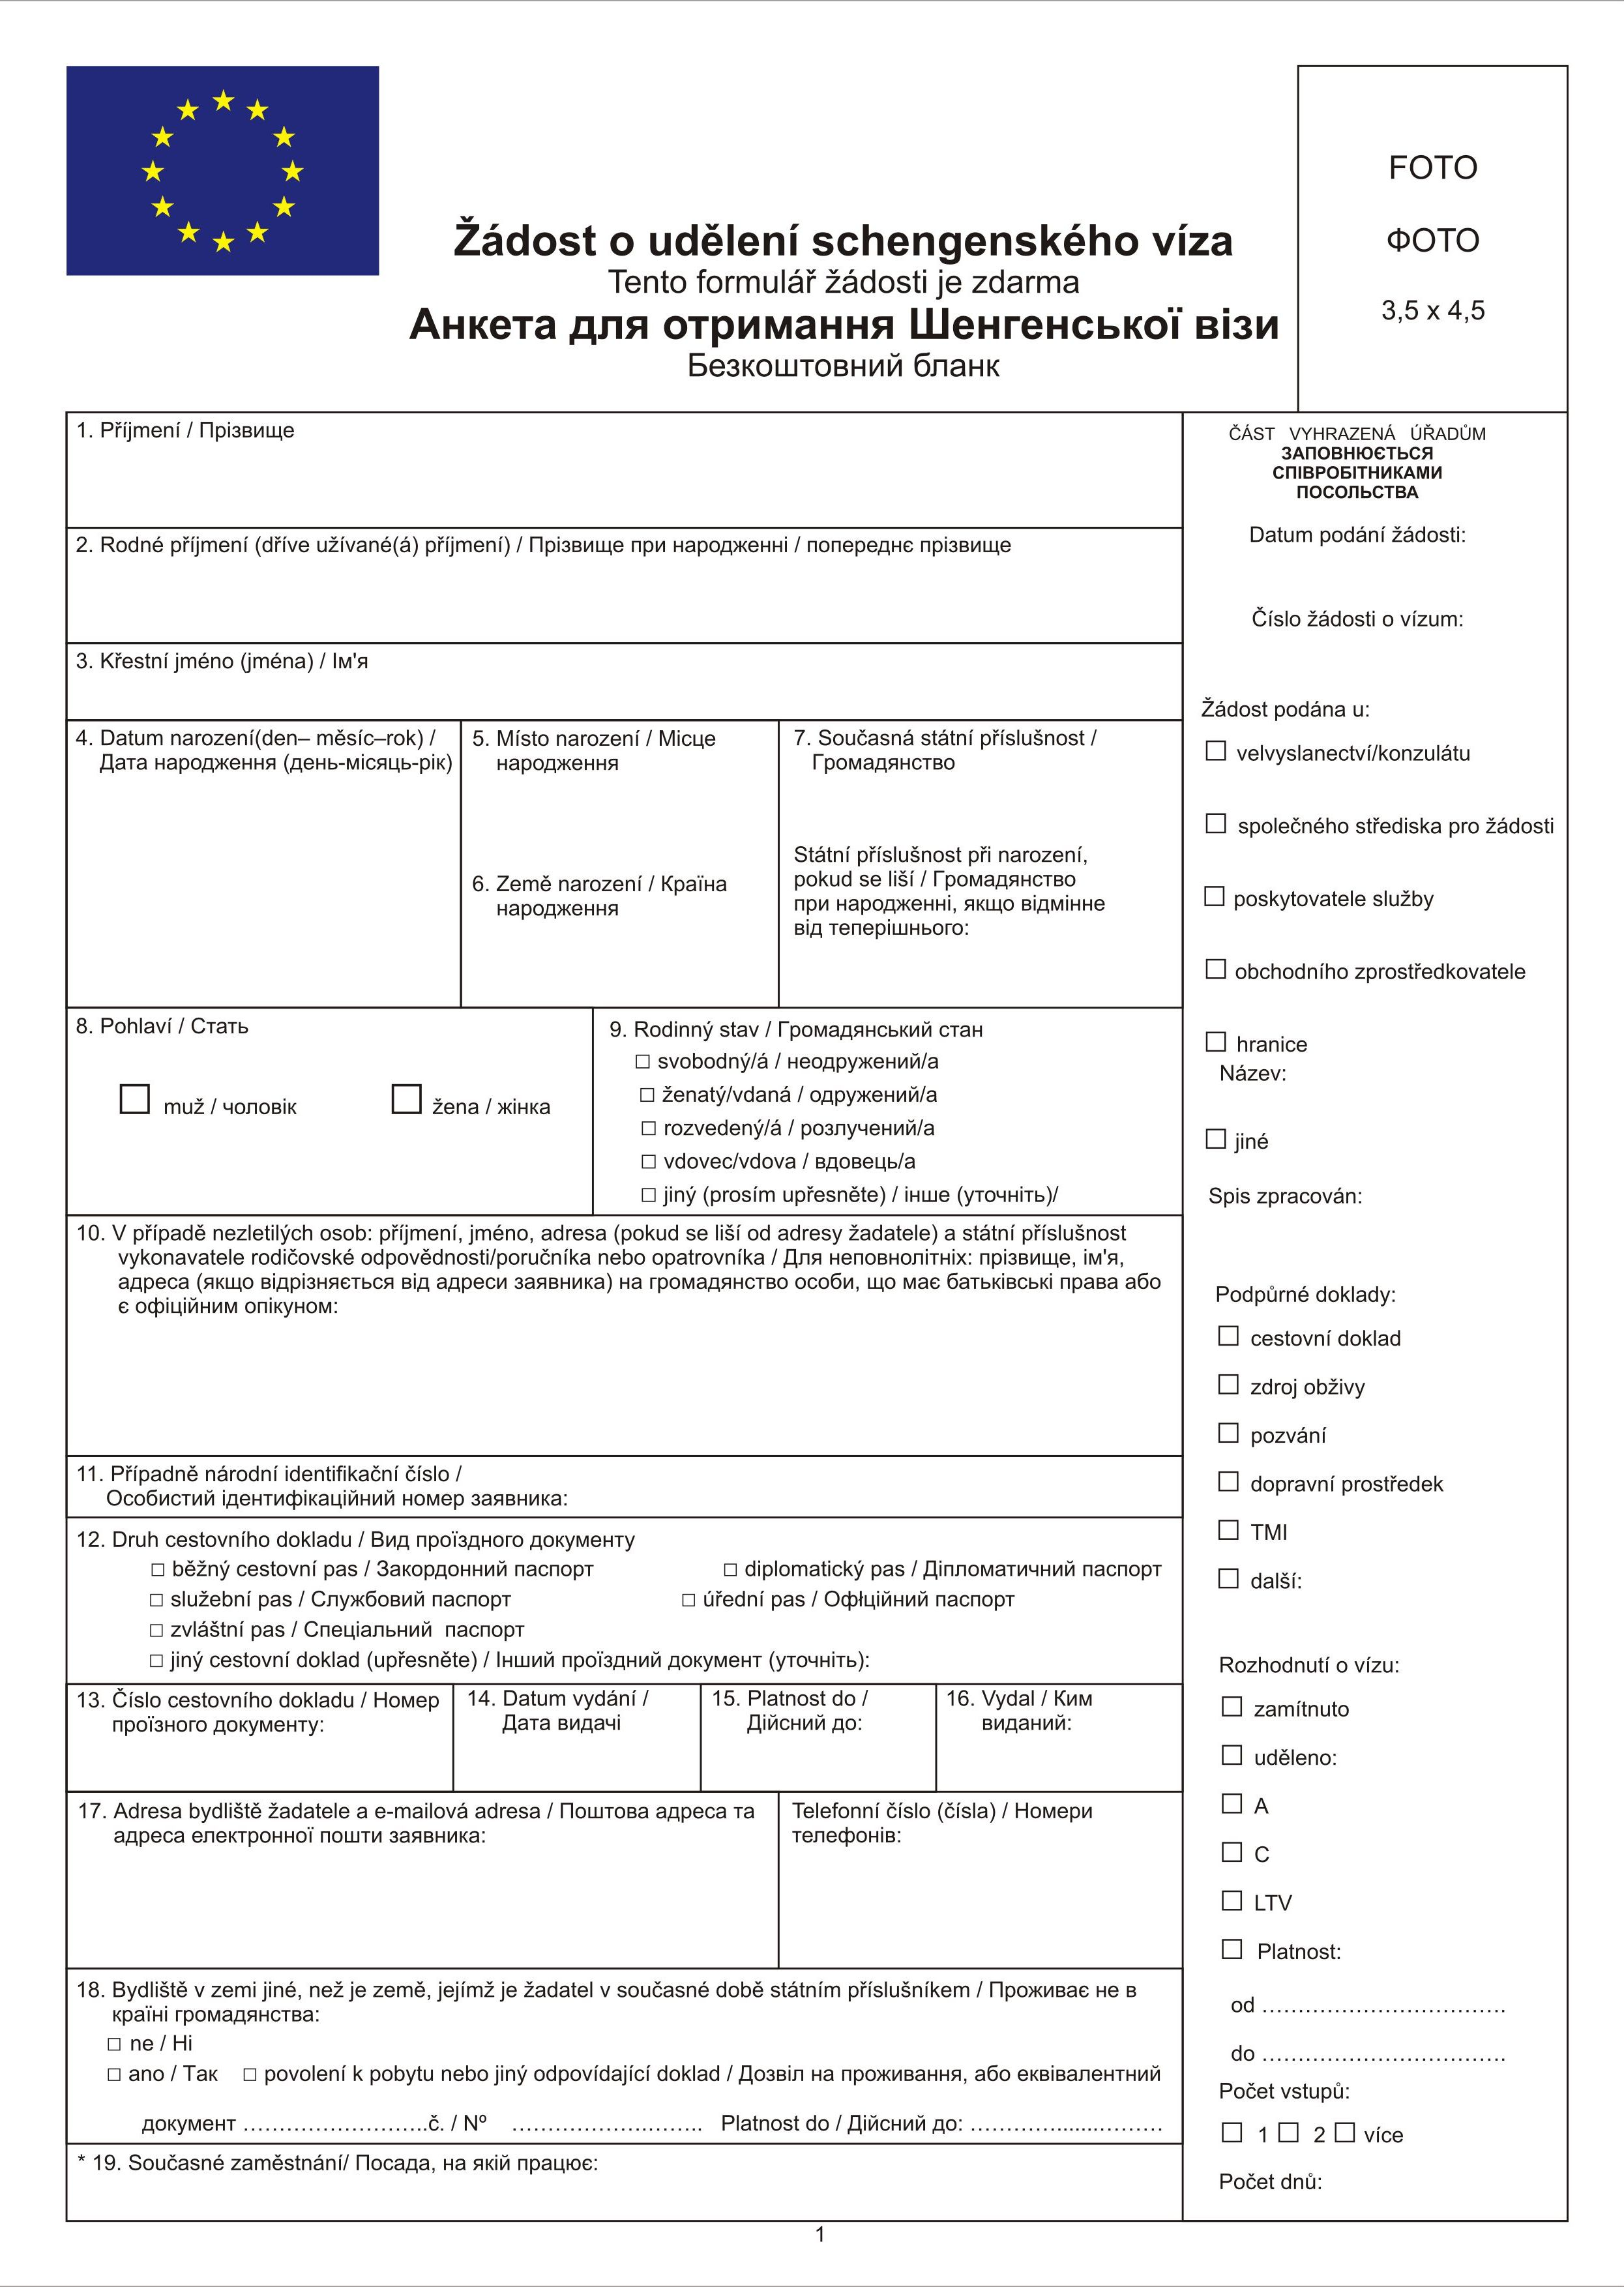 FOTO
ФОТО
3,5 x 4,5
Žádost o udělení schengenského víza
Tento formulář žádosti je zdarma
Анкета для отримання Шенгенської візи
Безкоштовний бланк
1. Příjmení / Прізвище
2. Rodné příjmení (dříve užívané(á) příjmení) / Прізвище при народженні / попереднє прізвище
3. Křestní jméno (jména) / Ім'я
4. Datum narození(den– měsíc–rok) /
Дата народження (день-місяць-рік)
5. Místo narození / Місце
народження
6. Země narození / Країна
народження
7. Současná státní příslušnost /
Громадянство
Státní příslušnost při narození,
pokud se liší / Громадянство
при народженні, якщо відмінне
від теперішнього:
8. Pohlaví / Стать
muž / чоловік
žena / жінка
9. Rodinný stav / Громадянський стан
svobodný/á / неодружений/а
ženatý/vdaná / одружений/а
rozvedený/á / розлучений/а
vdovec/vdova / вдовець/а
jiný (prosím upřesněte) / інше (уточніть)/
10. V případě nezletilých osob: příjmení, jméno, adresa (pokud se liší od adresy žadatele) a státní příslušnost
vykonavatele rodičovské odpovědnosti/poručníka nebo opatrovníka / Для неповнолітніх: прізвище, ім'я,
адреса (якщо відрізняється від адреси заявника) на громадянство особи, що має батьківські права або
є офіційним опікуном:
11. Případně národní identifikační číslo /
Особистий ідентифікаційний номер заявника:
12. Druh cestovního dokladu / Вид проїздного документу
běžný cestovní pas / Закордонний паспорт
diplomatický pas / Діпломатичний паспорт
služební pas / Службовий паспорт
úřední pas / Офłційний паспорт
zvláštní pas / Спеціальний паспорт
jiný cestovní doklad (upřesněte) / Інший проїздний документ (уточніть):
13. Číslo cestovního dokladu / Номер
проїзного документу:
14. Datum vydání /
Дата видачі
15. Platnost do /
Дійсний до:
16. Vydal / Ким
виданий:
17. Adresa bydliště žadatele a e-mailová adresa / Поштова адреса та
адреса електронної пошти заявника:
Telefonní číslo (čísla) / Номери
телефонів:
18. Bydliště v zemi jiné, než je země, jejímž je žadatel v současné době státním příslušníkem / Проживає не в
країні громадянства:
ne / Ні
ano / Так povolení k pobytu nebo jiný odpovídající doklad / Дозвіл на проживання, або еквівалентний
документ ……………………..č. / Nº ……………….……. Platnost do / Дійсний до: …………......………
* 19. Současné zaměstnání/ Посада, на якій працює:
ČÁST VYHRAZENÁ ÚŘADŮM
ЗАПОВНЮЄТЬСЯ
СПІВРОБІТНИКАМИ
ПОСОЛЬСТВА
Datum podání žádosti:
Číslo žádosti o vízum:
Žádost podána u:
velvyslanectví/konzulátu
společného střediska pro žádosti
poskytovatele služby
obchodního zprostředkovatele
hranice
Název:
jiné
Spis zpracován:
Podpůrné doklady:
cestovní doklad
zdroj obživy
pozvání
dopravní prostředek
TMI
další:
Rozhodnutí o vízu:
zamítnuto
uděleno:
A
C
LTV
Platnost:
od …………………………….
do …………………………….
Počet vstupů:
1 2 více
Počet dnů:
1